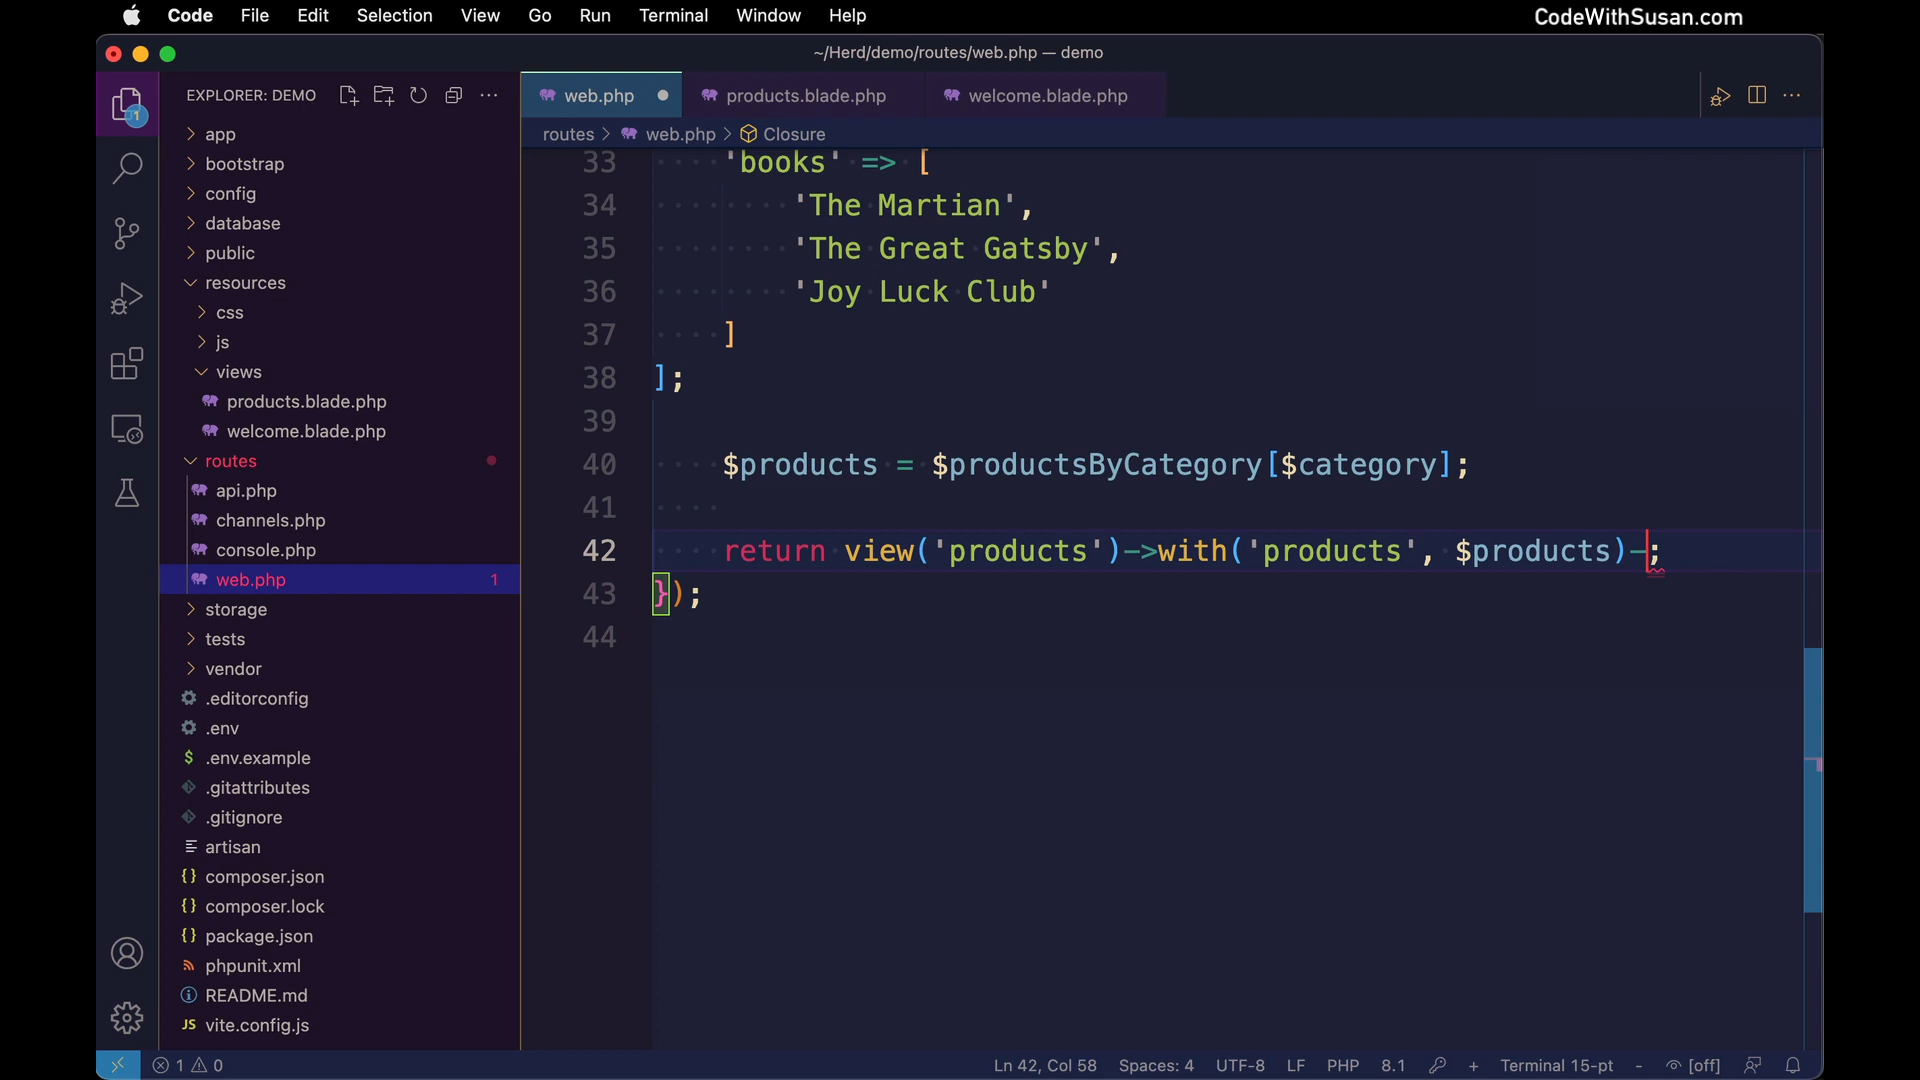 Code File Edit Selection View Go Run Terminal Window Help CodeWithSusan.com
~/Herd/demo/routes/web.php — demo
EXPLORER: DEMO
web.php products.blade.php welcome.blade.php
routes > web.php > Closure
app
bootstrap
config
database
public
resources
css
js
views
products.blade.php
welcome.blade.php
routes
api.php
channels.php
console.php
web.php 1
storage
tests
vendor
.editorconfig
.env
.env.example
.gitattributes
.gitignore
artisan
composer.json
composer.lock
package.json
phpunit.xml
README.md
vite.config.js
1
33 'books' => [
34 'The Martian',
35 'The Great Gatsby',
36 'Joy Luck Club'
37 ]
38 ];
39
40 $products = $productsByCategory[$category];
41
42 return view('products')->with('products', $products)-;
43 });
44
1 0 Ln 42, Col 58 Spaces: 4 UTF-8 LF PHP 8.1 + Terminal 15-pt - [off]